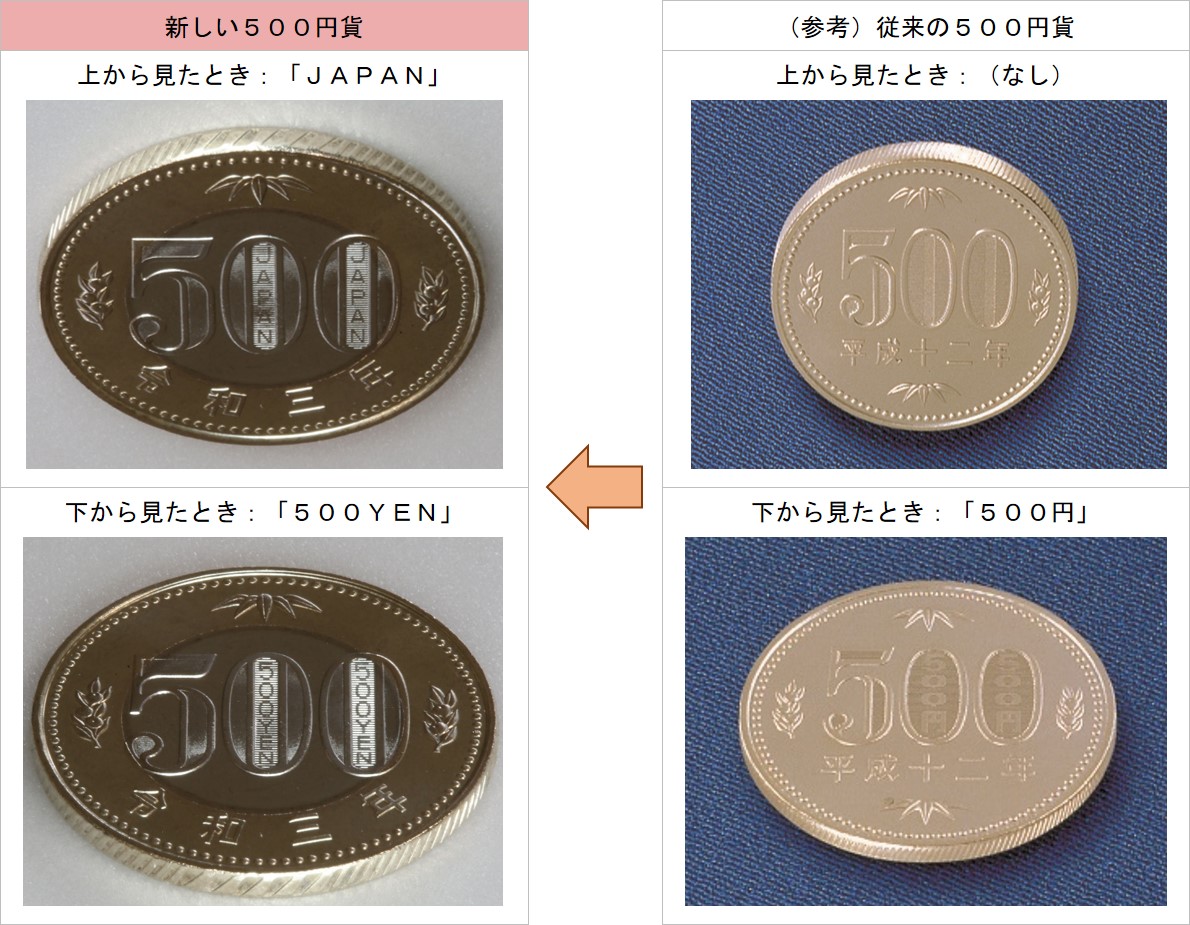 新しい５００円貨
上から見たとき：「ＪＡＰＡＮ」
500
JAPAN
JAPAN
令和三年
下から見たとき：「５００ＹＥＮ」
500
500YEN
500YEN
令和三年
（参考）従来の５００円貨
上から見たとき：（なし）
500
平成十二年
下から見たとき：「５００円」
500
500円
500円
平成十二年